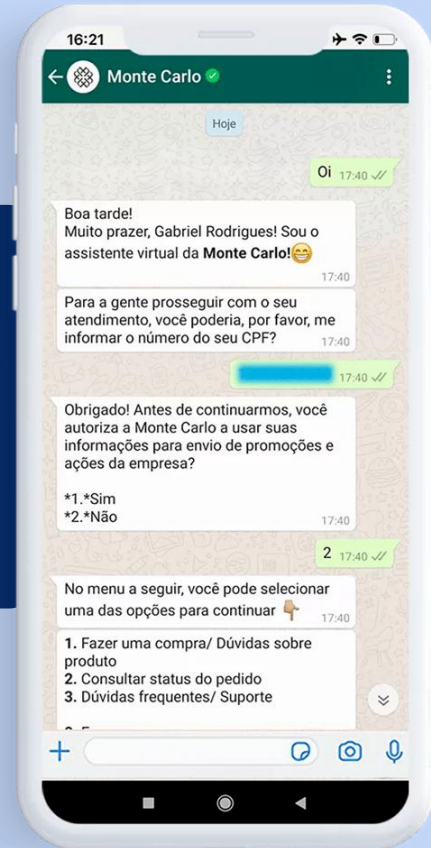 16:21
Monte Carlo
Hoje
Oi 17:40
Boa tarde!
Muito prazer, Gabriel Rodrigues! Sou o
assistente virtual da Monte Carlo!😁
17:40
Para a gente prosseguir com o seu
atendimento, você poderia, por favor, me
informar o número do seu CPF? 17:40
17:40
Obrigado! Antes de continuarmos, você
autoriza a Monte Carlo a usar suas
informações para envio de promoções e
ações da empresa?
*1.*Sim
*2.*Não 17:40
2 17:40
No menu a seguir, você pode selecionar
uma das opções para continuar 👇🏼 17:40
1. Fazer uma compra/ Dúvidas sobre
produto
2. Consultar status do pedido
3. Dúvidas frequentes/ Suporte